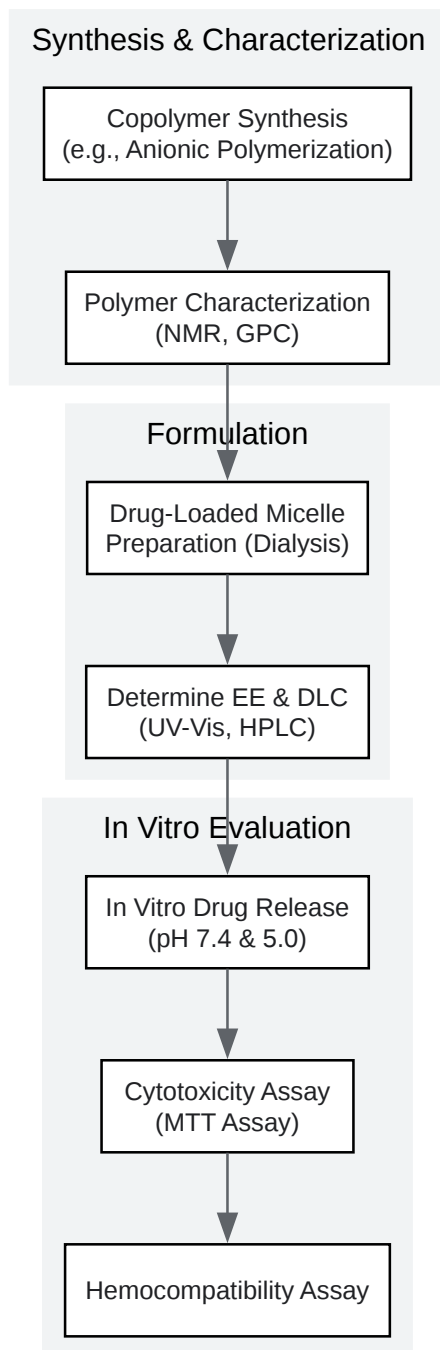 Synthesis & Characterization
Copolymer Synthesis
(e.g., Anionic Polymerization)
Polymer Characterization
(NMR, GPC)
Formulation
Drug-Loaded Micelle
Preparation (Dialysis)
Determine EE & DLC
(UV-Vis, HPLC)
In Vitro Evaluation
In Vitro Drug Release
(pH 7.4 & 5.0)
Cytotoxicity Assay
(MTT Assay)
Hemocompatibility Assay